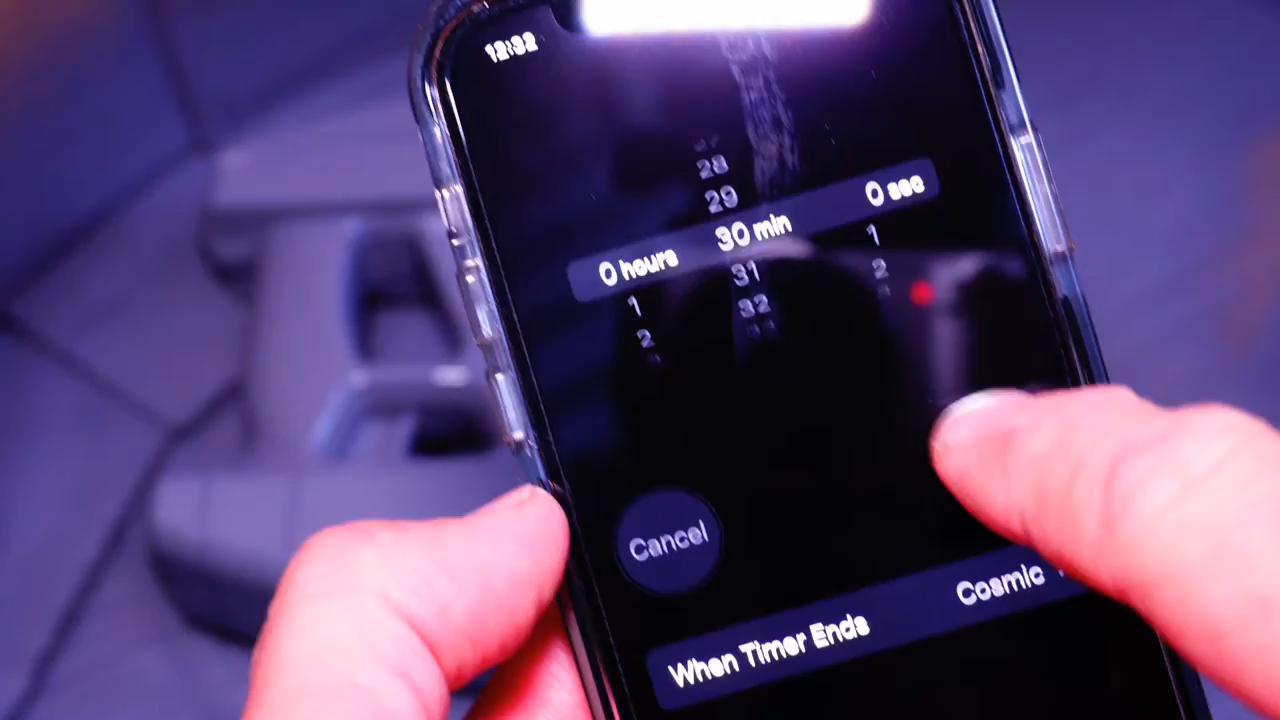 12:32
28
29
0 hours 30 min 0 sec
1 31 1
2 32 2
Cancel
When Timer Ends Cosmic